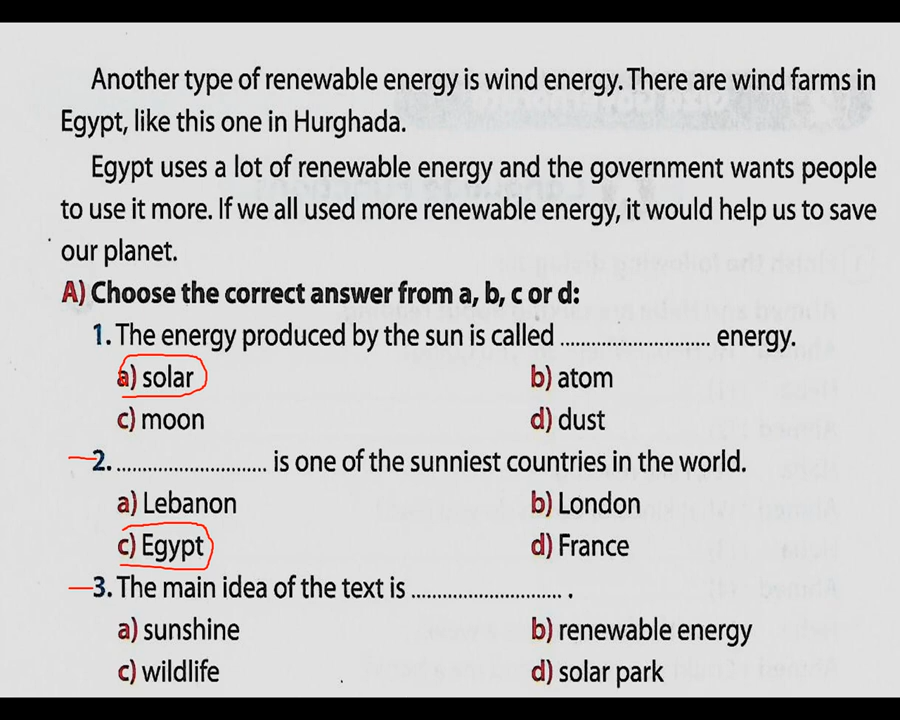 Another type of renewable energy is wind energy. There are wind farms in
Egypt, like this one in Hurghada.
Egypt uses a lot of renewable energy and the government wants people
to use it more. If we all used more renewable energy, it would help us to save
our planet.
A) Choose the correct answer from a, b, c or d:
1. The energy produced by the sun is called ........................ energy.
a) solar b) atom
c) moon d) dust
2. ........................ is one of the sunniest countries in the world.
a) Lebanon b) London
c) Egypt d) France
3. The main idea of the text is ........................ .
a) sunshine b) renewable energy
c) wildlife d) solar park